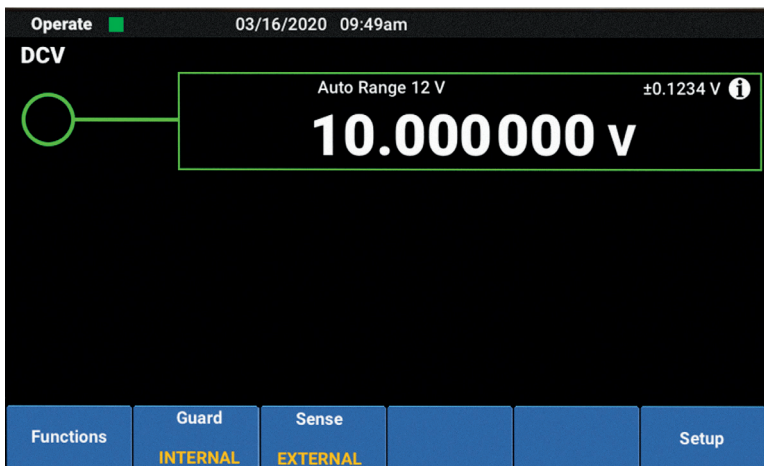 Operate 03/16/2020 09:49am
DCV
Auto Range 12 V ±0.1234 V i
10.000000 V
Guard Sense
Functions Setup
INTERNAL EXTERNAL